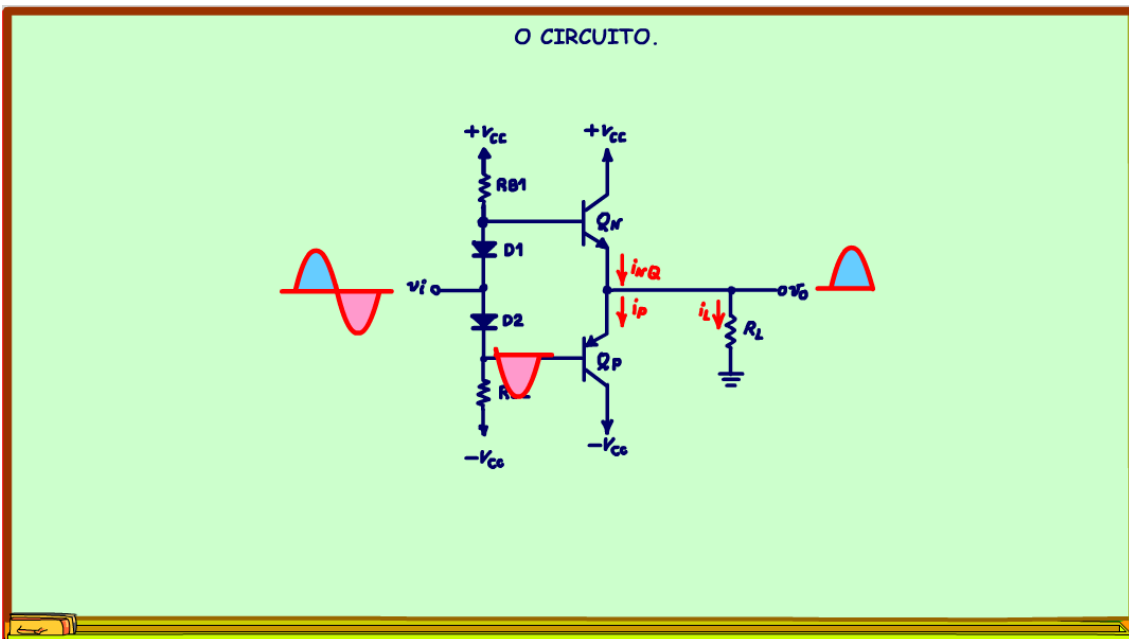 O CIRCUITO.
+VCC
+VCC
RB1
QN
D1
iNQ
vi
vo
iP
iL
D2
RL
QP
-VCC
-VCC